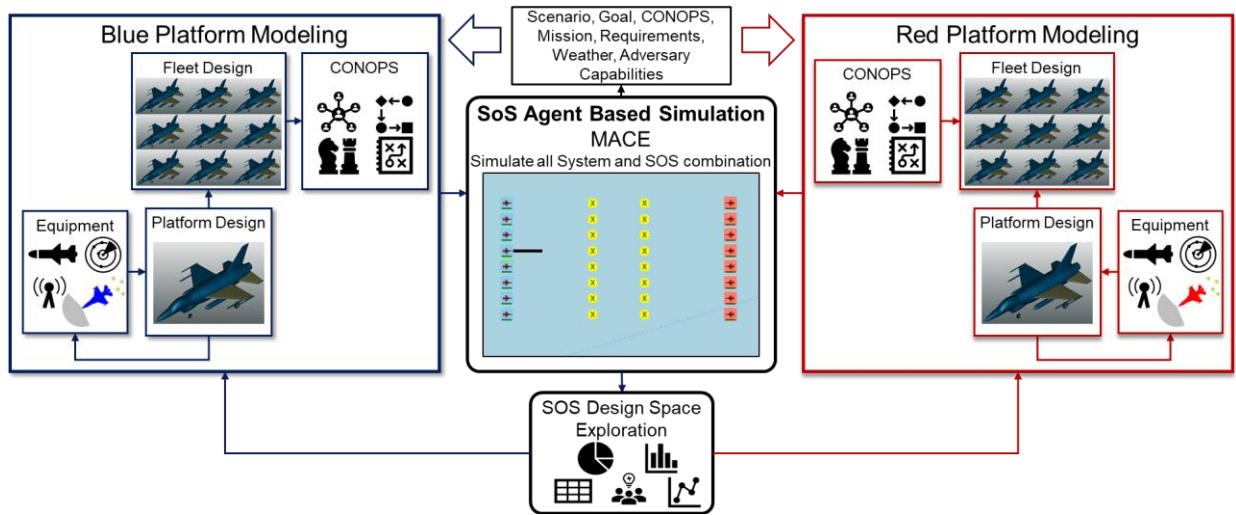 Scenario, Goal, CONOPS,
Mission, Requirements,
Weather, Adversary
Capabilities
Blue Platform Modeling
Fleet Design
CONOPS
Equipment
Platform Design
SoS Agent Based Simulation
MACE
Simulate all System and SOS combination
X X
X X
X X
X X
X X
X X
X X
X X
Red Platform Modeling
CONOPS
Fleet Design
Platform Design
Equipment
SOS Design Space
Exploration